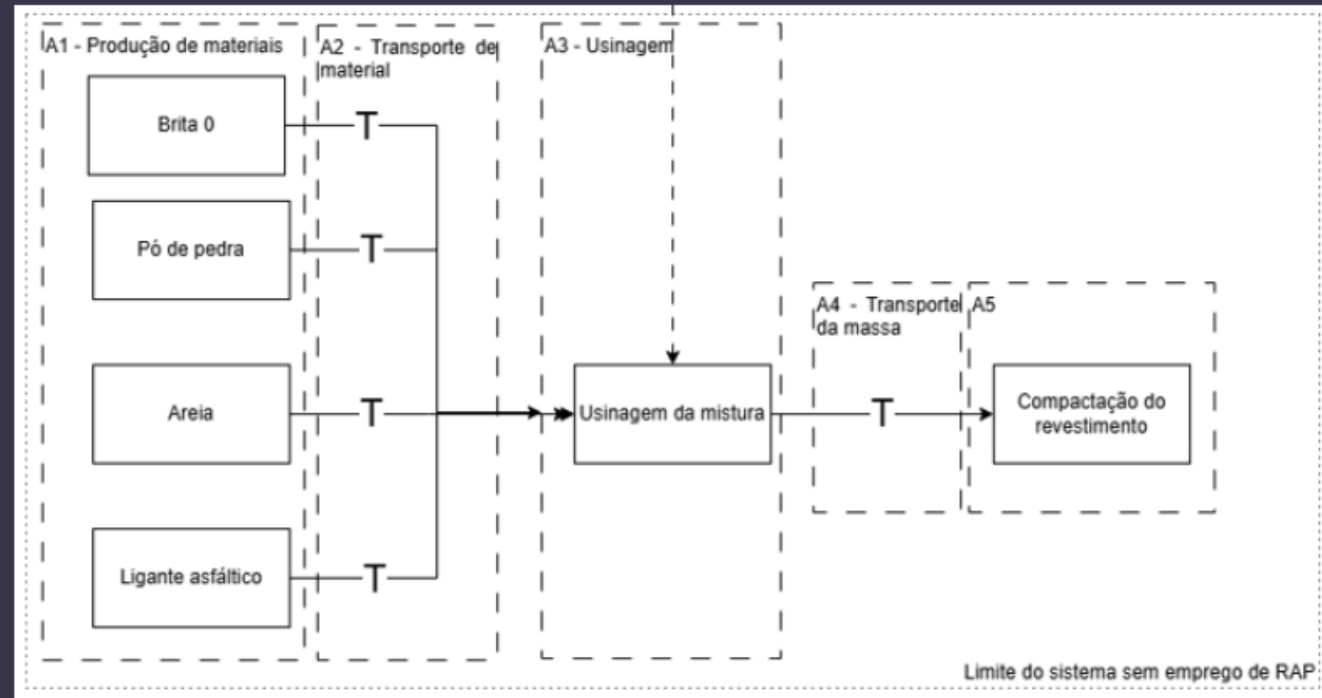 A1 - Produção de materiais
Brita 0
Pó de pedra
Areia
Ligante asfáltico
A2 - Transporte de
material
T
T
T
T
A3 - Usinagem
Usinagem da mistura
A4 - Transporte
da massa
T
A5
Compactação do
revestimento
Limite do sistema sem emprego de RAP